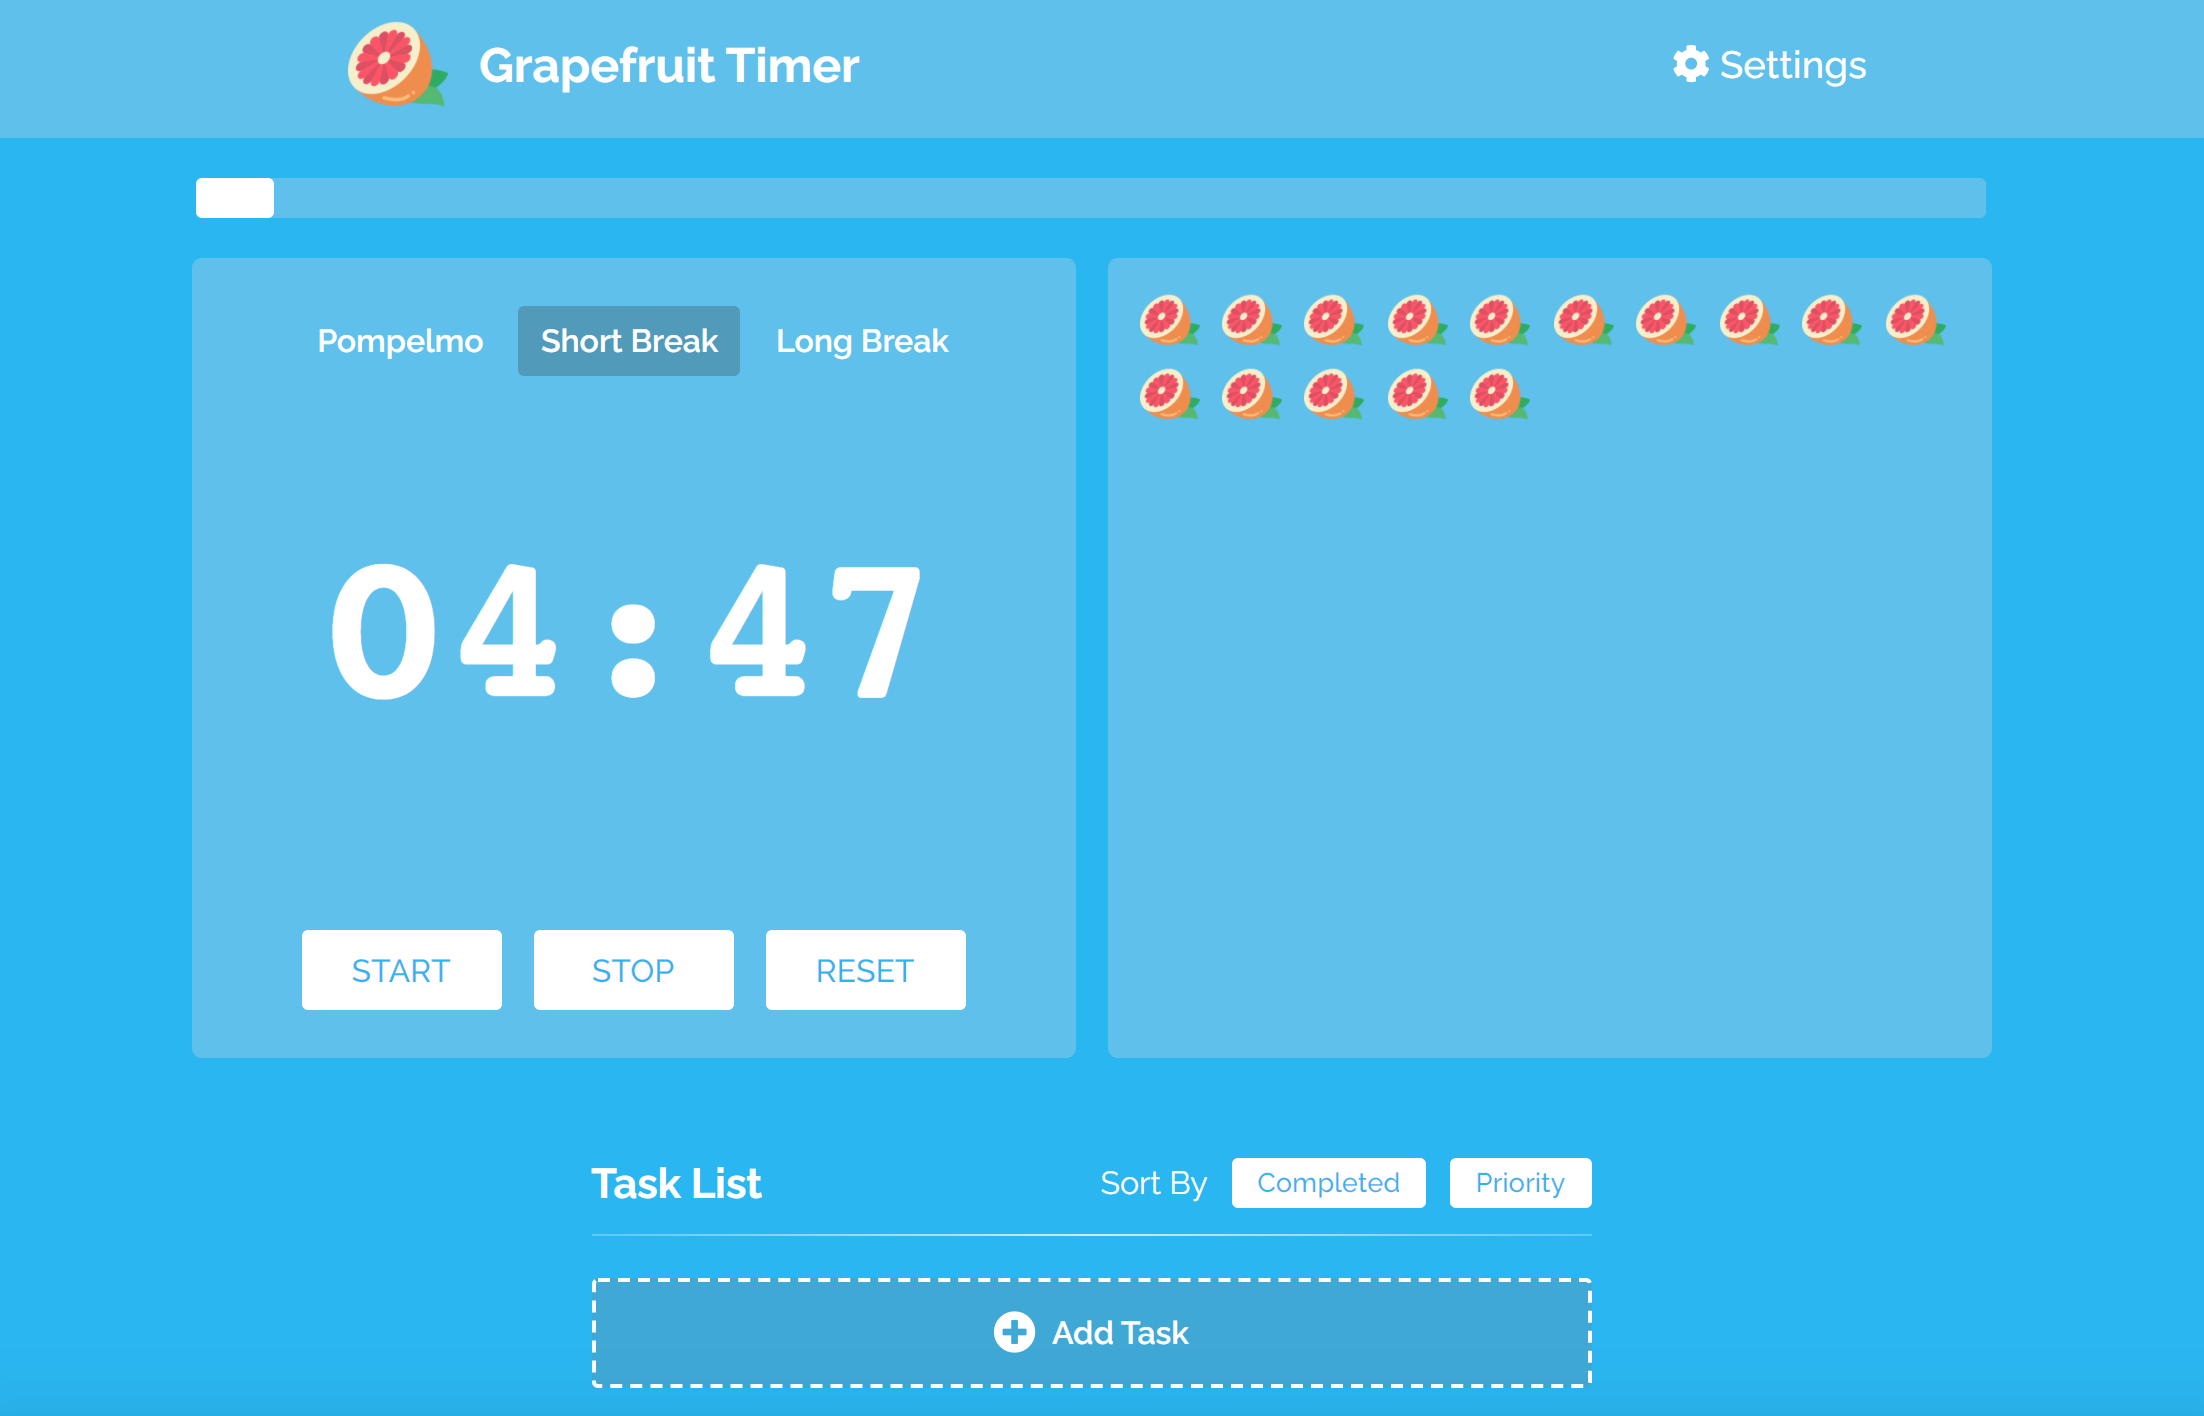 Grapefruit Timer
Settings
Pompelmo
Short Break
Long Break
04:47
START
STOP
RESET
Task List
Sort By
Completed
Priority
Add Task